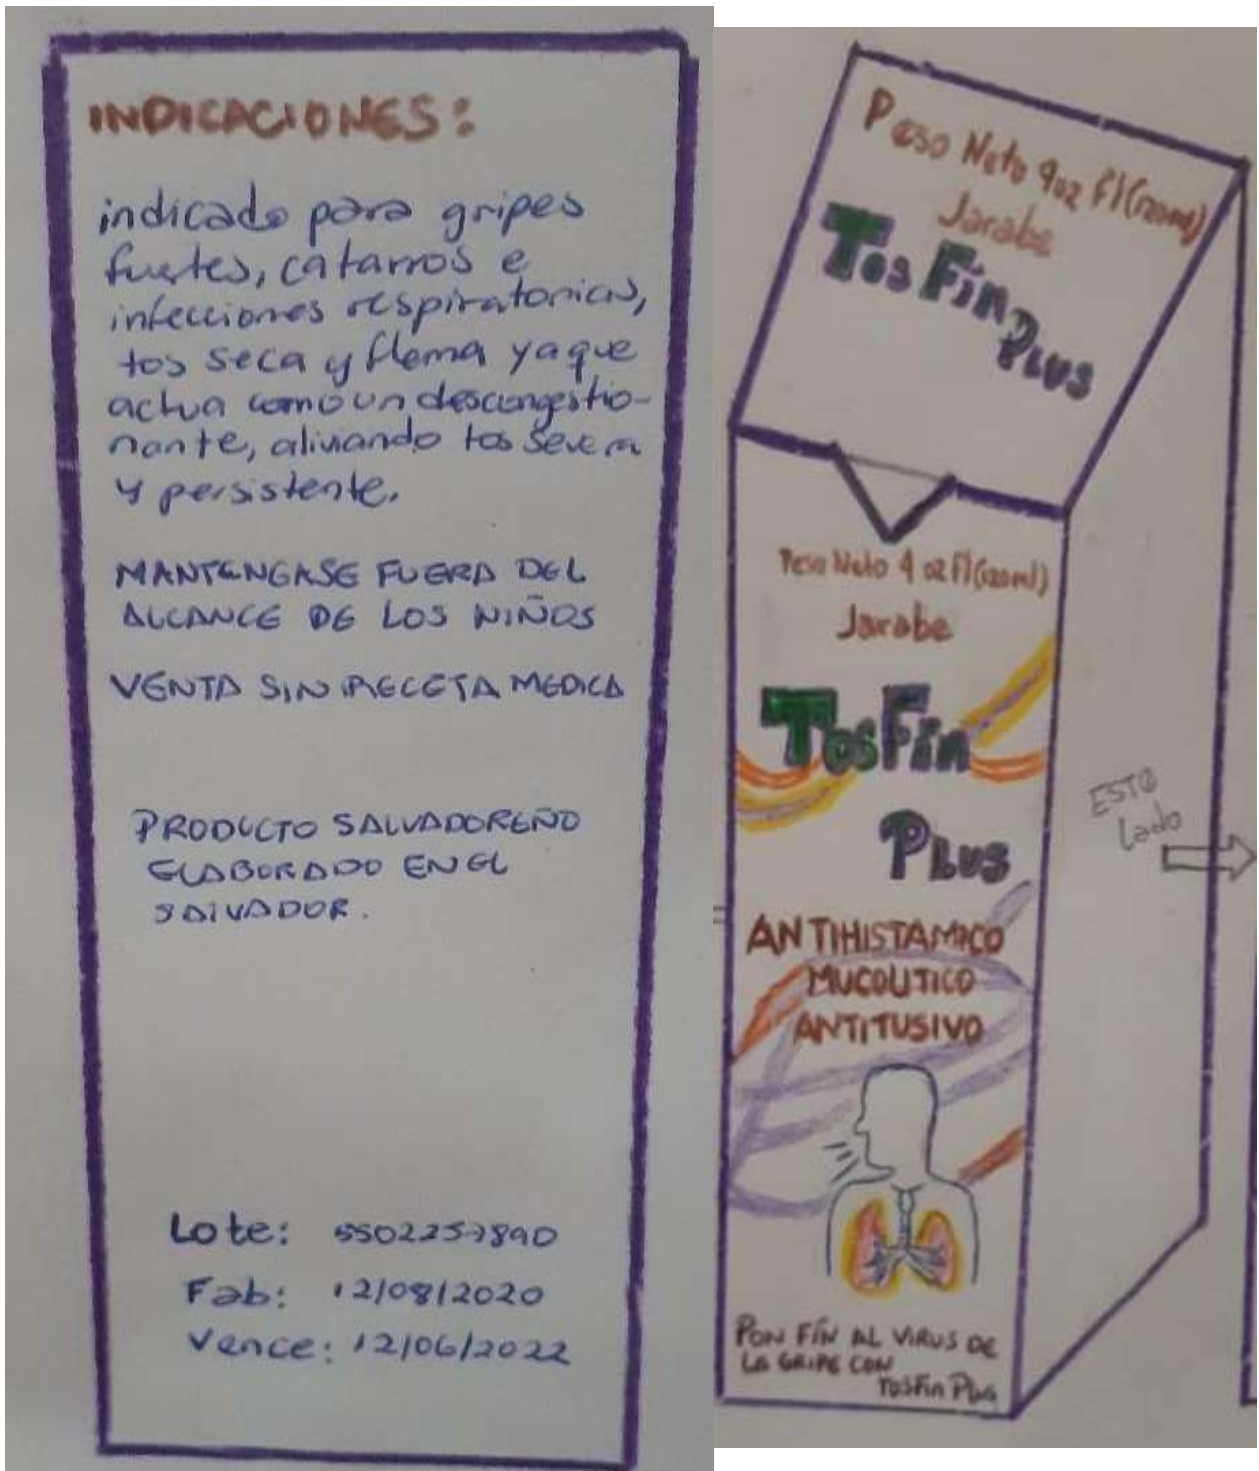 INDICACIONES:
indicado para gripes
fuertes, catarros e
infecciones respiratorias,
tos seca y flema ya que
actua como un descongestio-
nante, aliviando tos severa
y persistente.
MANTENGASE FUERA DEL
ALCANCE DE LOS NIÑOS
VENTA SIN RECETA MEDICA
PRODUCTO SALVADOREÑO
ELABORADO EN EL
SALVADOR.
Lote: 5502257890
Fab: 12/08/2020
Vence: 12/06/2022
Peso Neto 4oz fl (120ml)
Jarabe
TosFin
PLUS
Peso Neto 4 oz fl (120ml)
Jarabe
TosFin
PLUS
ANTIHISTAMICO
MUCOLITICO
ANTITUSIVO
PON FÍN AL VIRUS DE
LA GRIPE CON
TOSFin Plus
ESTE
lado